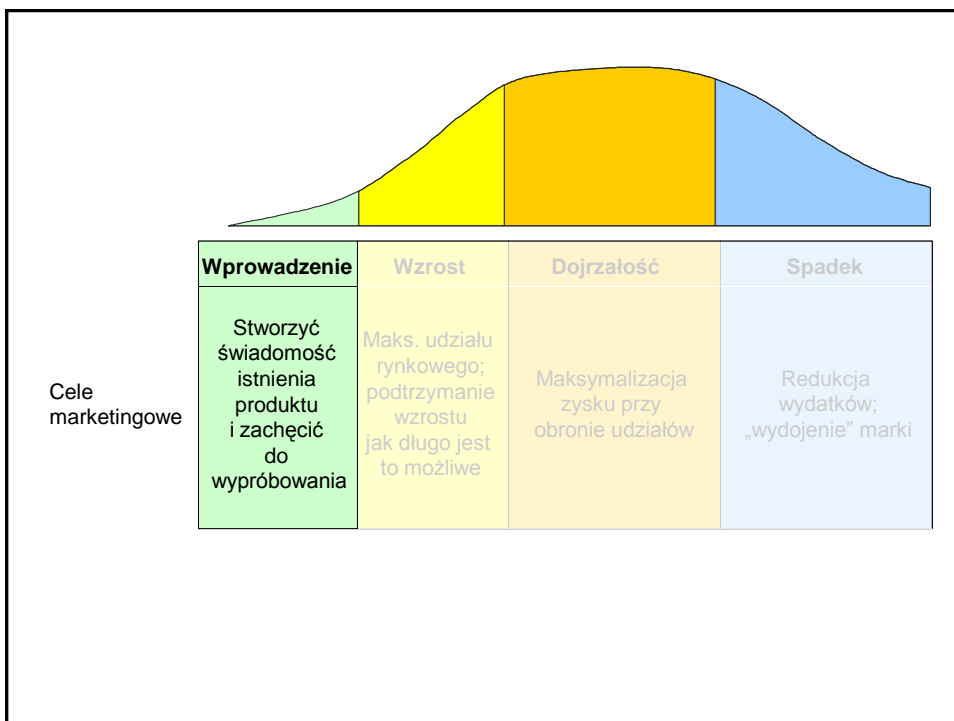 Wprowadzenie
Wzrost
Dojrzałość
Spadek
Cele
marketingowe
Stworzyć
świadomość
istnienia
produktu
i zachęcić
do
wypróbowania
Maks. udziału
rynkowego;
podtrzymanie
wzrostu
jak długo jest
to możliwe
Maksymalizacja
zysku przy
obronie udziałów
Redukcja
wydatków;
„wydojenie” marki